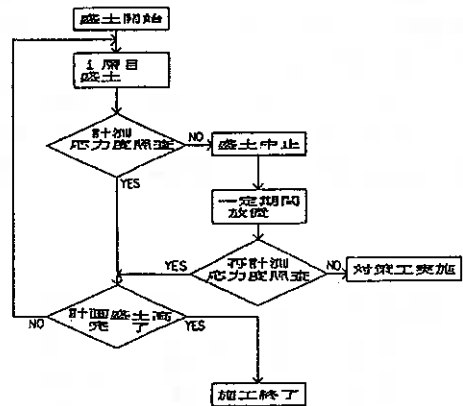 盛土開始
i 層目
盛土
計測
応力度照査
NO
盛土中止
YES
一定期間
放置
再計測
応力度照査
YES
NO
対策工実施
計画盛土高
完 了
NO
YES
施工終了